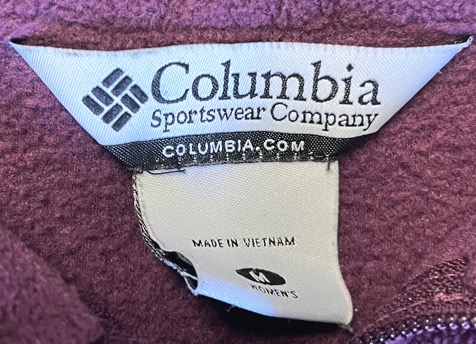 Columbia
Sportswear Company
COLUMBIA.COM
MADE IN VIETNAM
M
WOMEN'S